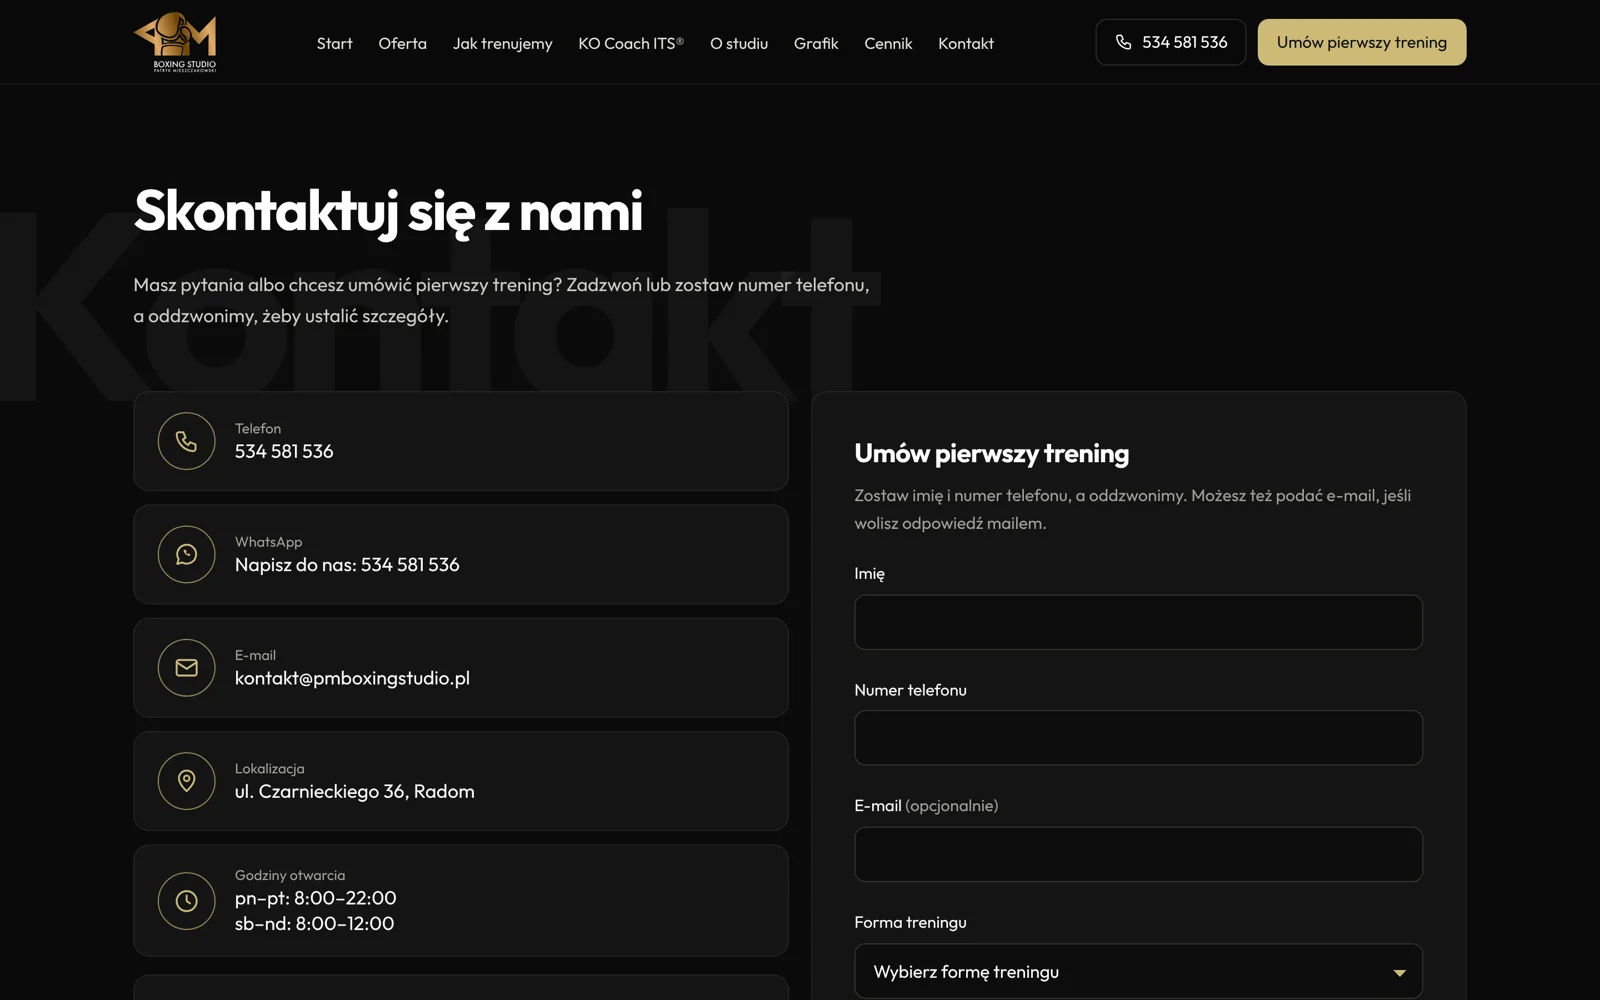 BOXING STUDIO
PATRYK MIESZCZAKOWSKI
Start
Oferta
Jak trenujemy
KO Coach ITS®
O studiu
Grafik
Cennik
Kontakt
534 581 536
Umów pierwszy trening
Kontakt
Skontaktuj się z nami
Masz pytania albo chcesz umówić pierwszy trening? Zadzwoń lub zostaw numer telefonu,
a oddzwonimy, żeby ustalić szczegóły.
Telefon
534 581 536
WhatsApp
Napisz do nas: 534 581 536
E-mail
kontakt@pmboxingstudio.pl
Lokalizacja
ul. Czarnieckiego 36, Radom
Godziny otwarcia
pn–pt: 8:00–22:00
sb–nd: 8:00–12:00
Umów pierwszy trening
Zostaw imię i numer telefonu, a oddzwonimy. Możesz też podać e-mail, jeśli
wolisz odpowiedź mailem.
Imię
Numer telefonu
E-mail (opcjonalnie)
Forma treningu
Wybierz formę treningu